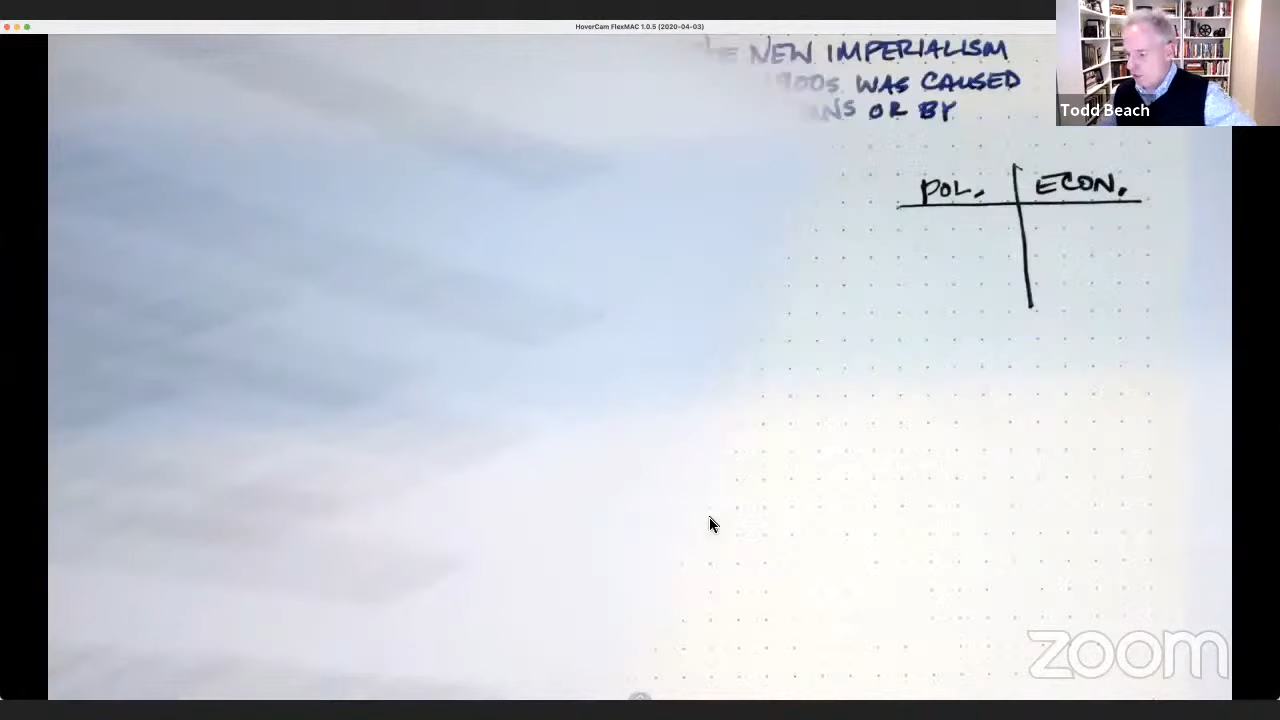 HoverCam FlexMAC 1.0.5 (2020-04-03)
NEW IMPERIALISM
1900s WAS CAUSED
OR BY
Todd Beach
POL. ECON.
zoom